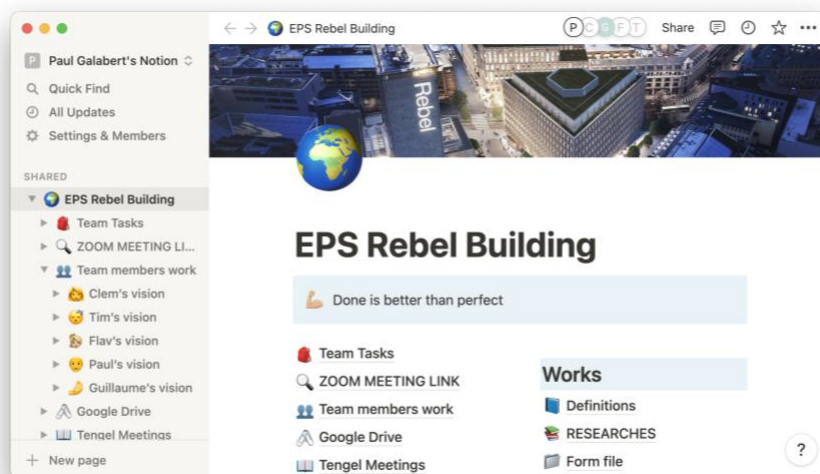 EPS Rebel Building
P C G F T
Share
P Paul Galabert's Notion
Quick Find
All Updates
Settings & Members
SHARED
EPS Rebel Building
Team Tasks
ZOOM MEETING LI...
Team members work
Clem's vision
Tim's vision
Flav's vision
Paul's vision
Guillaume's vision
Google Drive
Tengel Meetings
New page
Rebel
EPS Rebel Building
Done is better than perfect
Team Tasks
ZOOM MEETING LINK
Team members work
Google Drive
Tengel Meetings
Works
Definitions
RESEARCHES
Form file
?